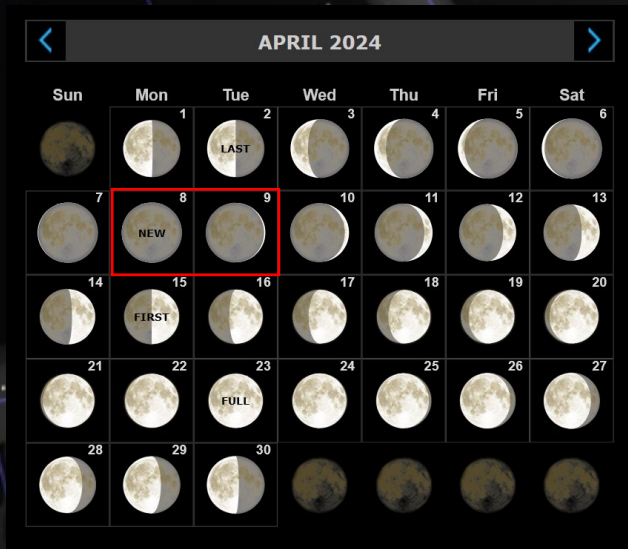 APRIL 2024
Sun Mon Tue Wed Thu Fri Sat
1 2 3 4 5 6
LAST
7 8 9 10 11 12 13
NEW
14 15 16 17 18 19 20
FIRST
21 22 23 24 25 26 27
FULL
28 29 30